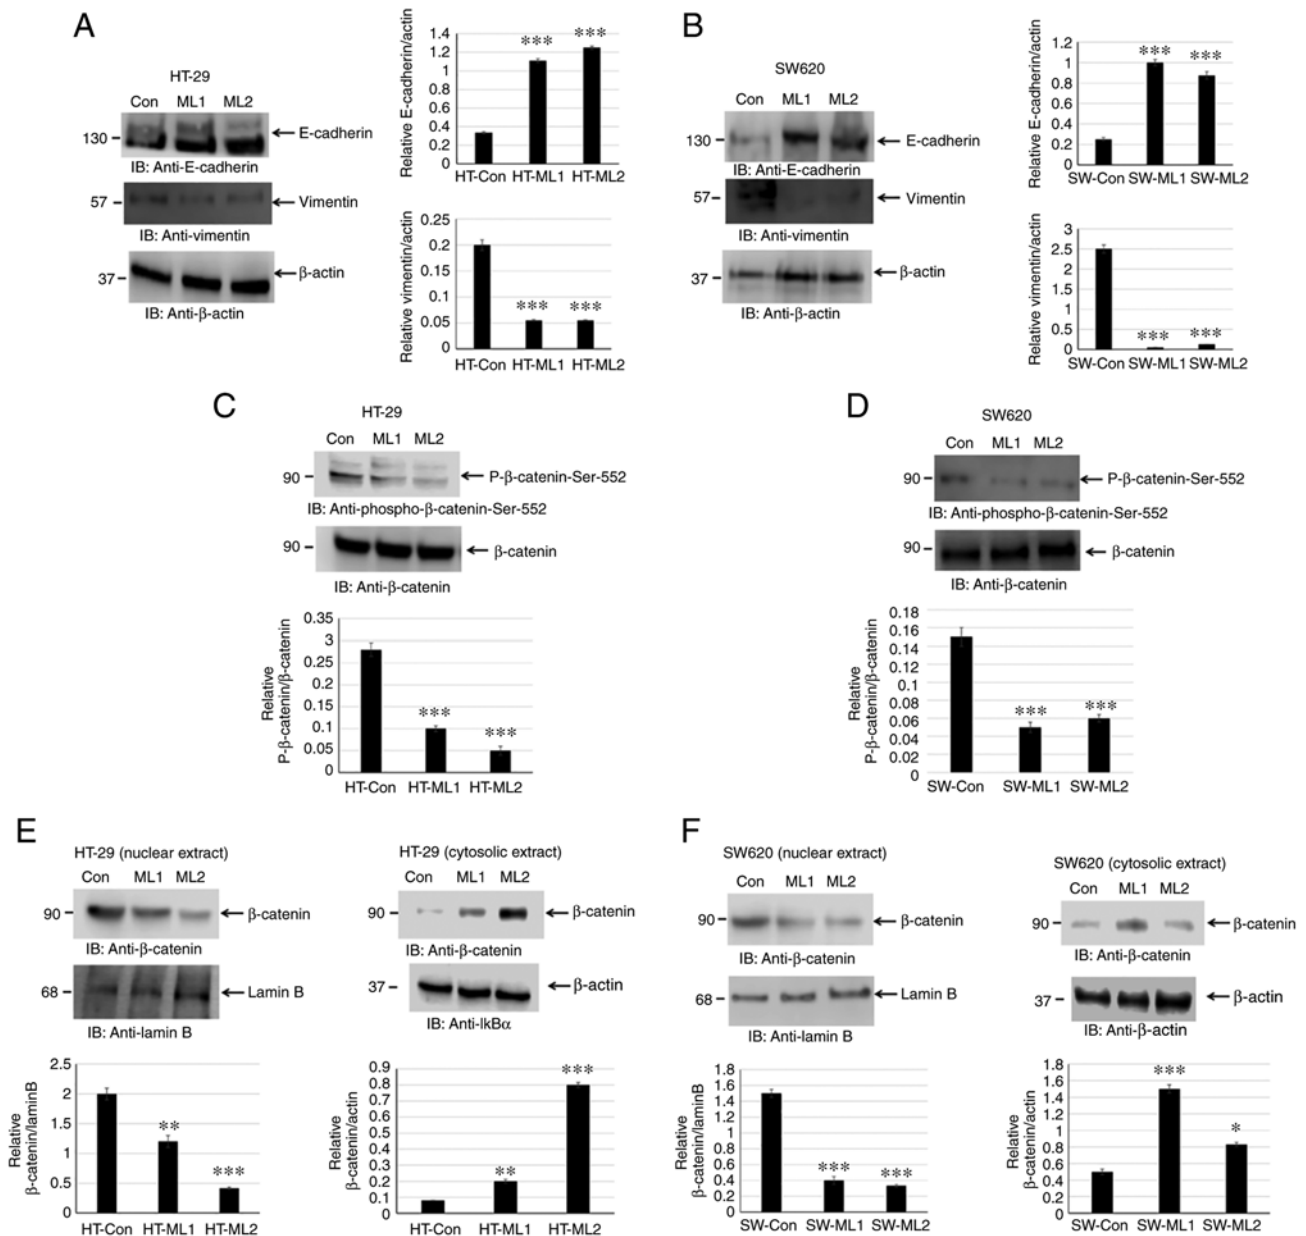 A
HT-29
Con ML1 ML2
130
E-cadherin
IB: Anti-E-cadherin
57
Vimentin
IB: Anti-vimentin
37
β-actin
IB: Anti-β-actin
Relative E-cadherin/actin
1.4
1.2
1
0.8
0.6
0.4
0.2
0
***
***
HT-Con HT-ML1 HT-ML2
Relative vimentin/actin
0.25
0.2
0.15
0.1
0.05
0
***
***
HT-Con HT-ML1 HT-ML2
B
SW620
Con ML1 ML2
130
E-cadherin
IB: Anti-E-cadherin
57
Vimentin
IB: Anti-vimentin
37
β-actin
IB: Anti-β-actin
Relative E-cadherin/actin
1.2
1
0.8
0.6
0.4
0.2
0
***
***
SW-Con SW-ML1 SW-ML2
Relative vimentin/actin
3
2.5
2
1.5
1
0.5
0
***
***
SW-Con SW-ML1 SW-ML2
C
HT-29
Con ML1 ML2
90
P-β-catenin-Ser-552
IB: Anti-phospho-β-catenin-Ser-552
90
β-catenin
IB: Anti-β-catenin
Relative
P-β-catenin/β-catenin
0.35
3
0.25
0.2
0.15
0.1
0.05
0
***
***
HT-Con HT-ML1 HT-ML2
D
SW620
Con ML1 ML2
90
P-β-catenin-Ser-552
IB: Anti-phospho-β-catenin-Ser-552
90
β-catenin
IB: Anti-β-catenin
Relative
P-β-catenin/β-catenin
0.18
0.16
0.14
0.12
0.1
0.08
0.06
0.04
0.02
0
***
***
SW-Con SW-ML1 SW-ML2
E
HT-29 (nuclear extract)
Con ML1 ML2
90
β-catenin
IB: Anti-β-catenin
68
Lamin B
IB: Anti-lamin B
Relative
β-catenin/laminB
2.5
2
1.5
1
0.5
0
**
***
HT-Con HT-ML1 HT-ML2
HT-29 (cytosolic extract)
Con ML1 ML2
90
β-catenin
IB: Anti-β-catenin
37
β-actin
IB: Anti-IkBα
Relative
β-catenin/actin
0.9
0.8
0.7
0.6
0.5
0.4
0.3
0.2
0.1
0
**
***
HT-Con HT-ML1 HT-ML2
F
SW620 (nuclear extract)
Con ML1 ML2
90
β-catenin
IB: Anti-β-catenin
68
Lamin B
IB: Anti-lamin B
Relative
β-catenin/laminB
1.8
1.6
1.4
1.2
1
0.8
0.6
0.4
0.2
0
***
***
SW-Con SW-ML1 SW-ML2
SW620 (cytosolic extract)
Con ML1 ML2
90
β-catenin
IB: Anti-β-catenin
37
β-actin
IB: Anti-β-actin
Relative
β-catenin/actin
1.8
1.6
1.4
1.2
1
0.8
0.6
0.4
0.2
0
***
*
SW-Con SW-ML1 SW-ML2